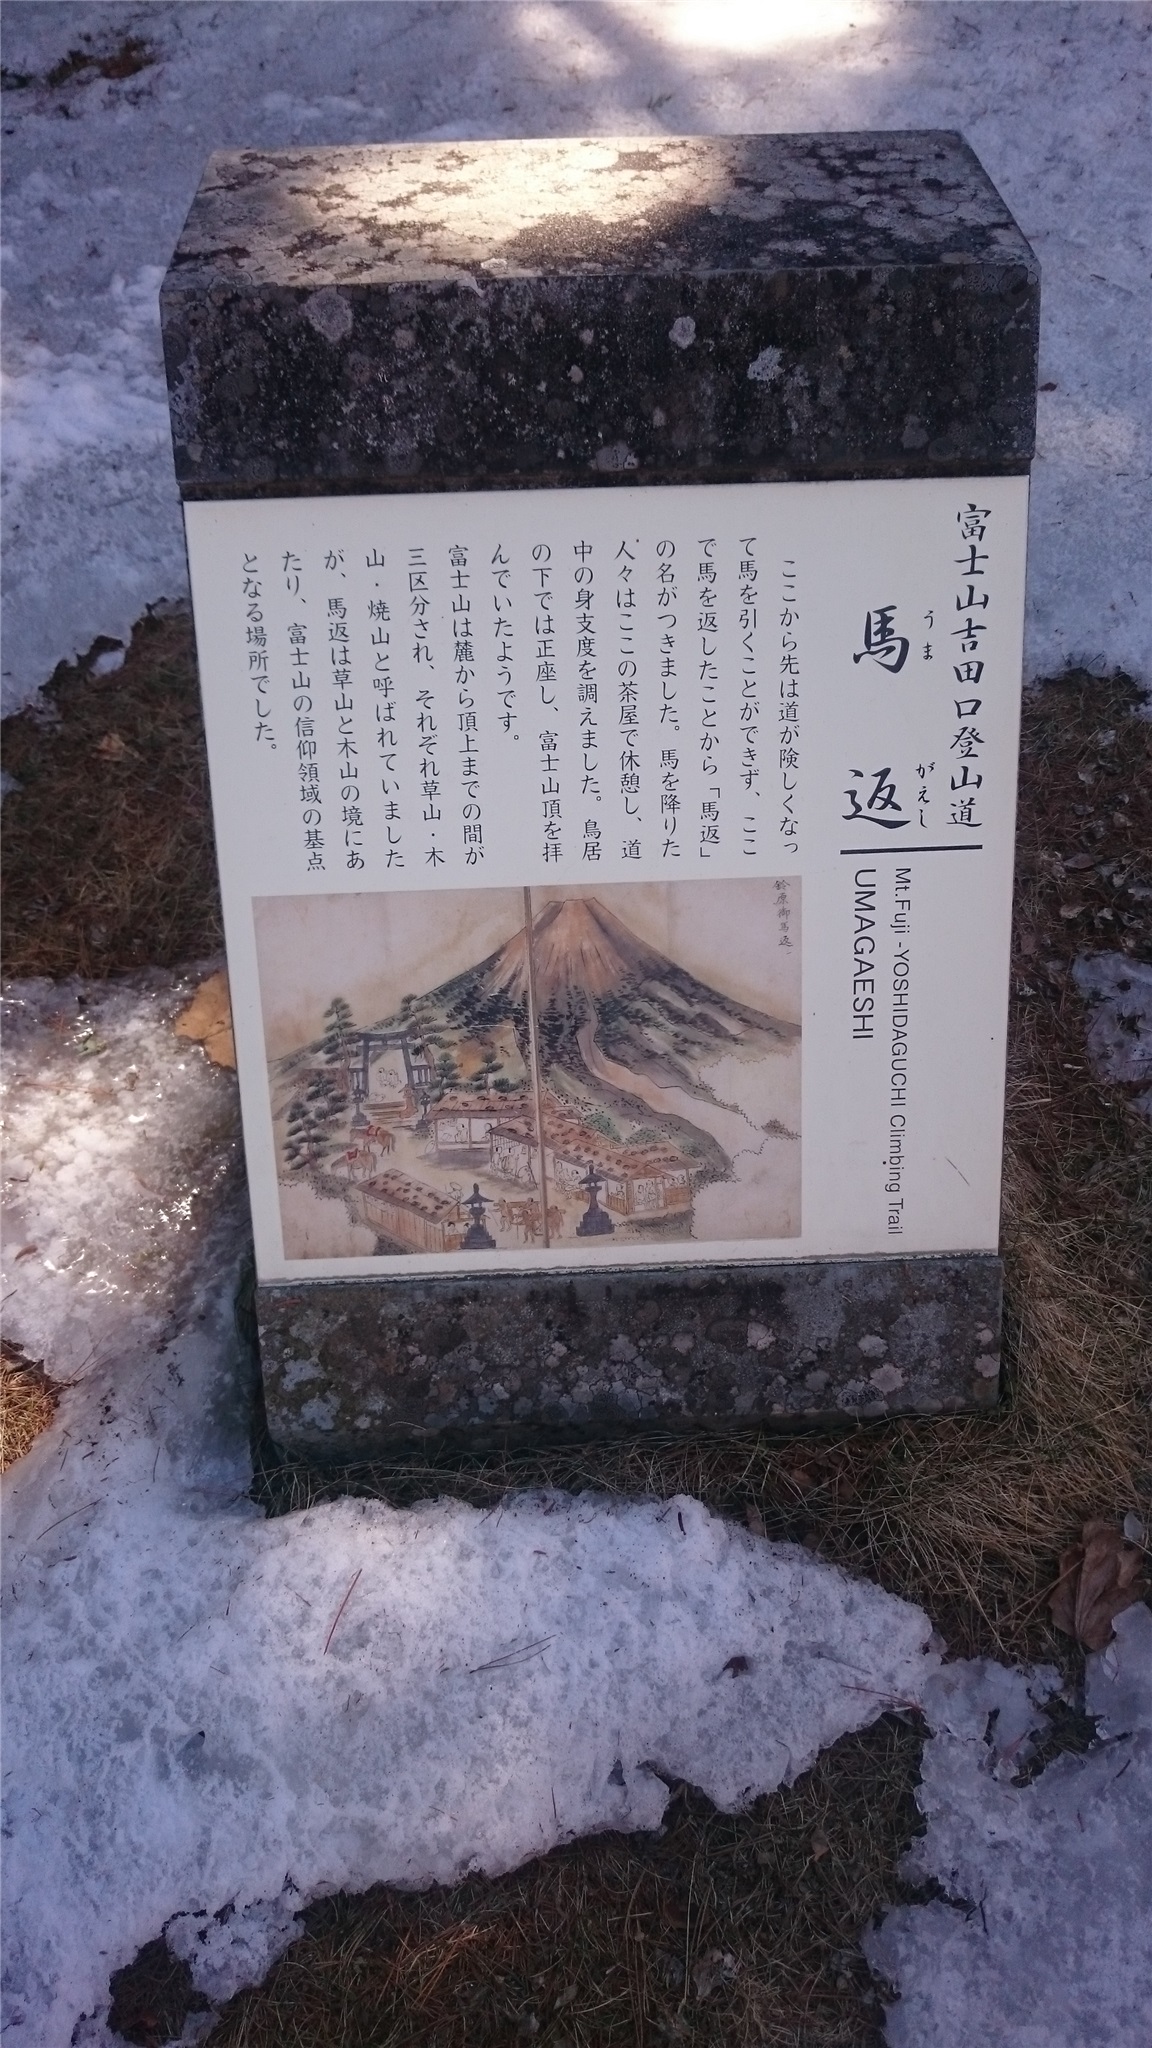 富士山吉田口登山道
うま がえし
馬返
Mt.Fuji -YOSHIDAGUCHI Climbing Trail
UMAGAESHI
ここから先は道が険しくなっ
て馬を引くことができず、ここ
で馬を返したことから「馬返」
の名がつきました。馬を降りた
人々はここの茶屋で休憩し、道
中の身支度を調えました。鳥居
の下では正座し、富士山頂を拝
んでいたようです。
富士山は麓から頂上までの間が
三区分され、それぞれ草山・木
山・焼山と呼ばれていました
が、馬返は草山と木山の境にあ
たり、富士山の信仰領域の基点
となる場所でした。
鈴原御馬返